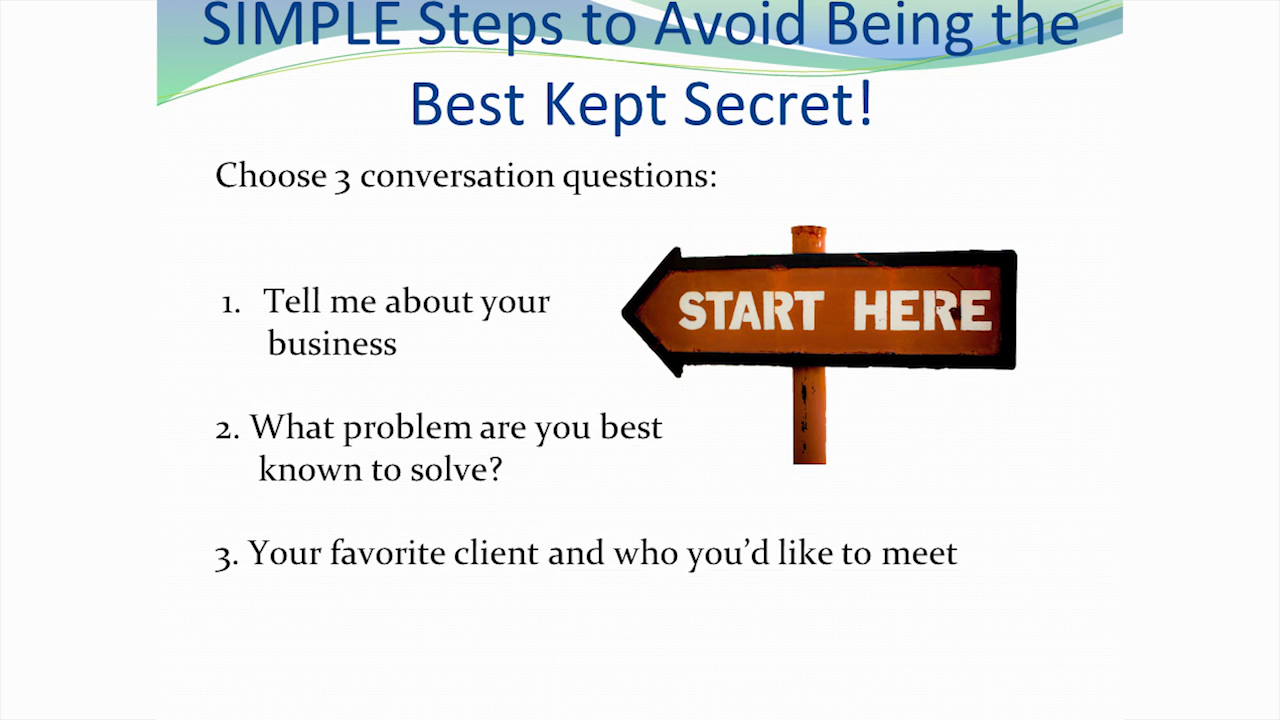 SIMPLE Steps to Avoid Being the
Best Kept Secret!
Choose 3 conversation questions:
START HERE
1. Tell me about your
business
2. What problem are you best
known to solve?
3. Your favorite client and who you’d like to meet